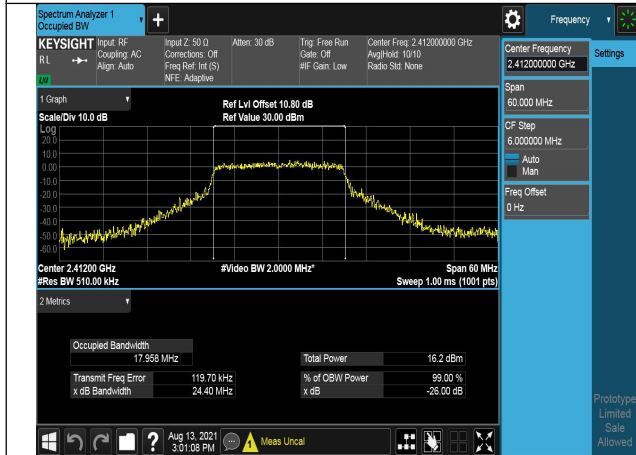 Spectrum Analyzer 1
Occupied BW
Frequency
KEYSIGHT
RL
Input: RF
Coupling: AC
Align: Auto
Input Z: 50 Ω
Corrections: Off
Freq Ref: Int (S)
NFE: Adaptive
Atten: 30 dB
Trig: Free Run
Gate: Off
#IF Gain: Low
Center Freq: 2.412000000 GHz
Avg|Hold: 10/10
Radio Std: None
Center Frequency
2.412000000 GHz
Settings
Span
60.000 MHz
CF Step
6.000000 MHz
Auto
Man
Freq Offset
0 Hz
1 Graph
Scale/Div 10.0 dB
Ref Lvl Offset 10.80 dB
Ref Value 30.00 dBm
Log
20.0
10.0
0.00
-10.0
-20.0
-30.0
-40.0
-50.0
-60.0
Center 2.41200 GHz
#Video BW 2.0000 MHz*
Span 60 MHz
#Res BW 510.00 kHz
Sweep 1.00 ms (1001 pts)
2 Metrics
Occupied Bandwidth
17.958 MHz
Total Power
16.2 dBm
Transmit Freq Error
119.70 kHz
% of OBW Power
99.00 %
x dB Bandwidth
24.40 MHz
x dB
-26.00 dB
Prototype
Limited
Sale
Allowed
Aug 13, 2021
3:01:08 PM
Meas Uncal